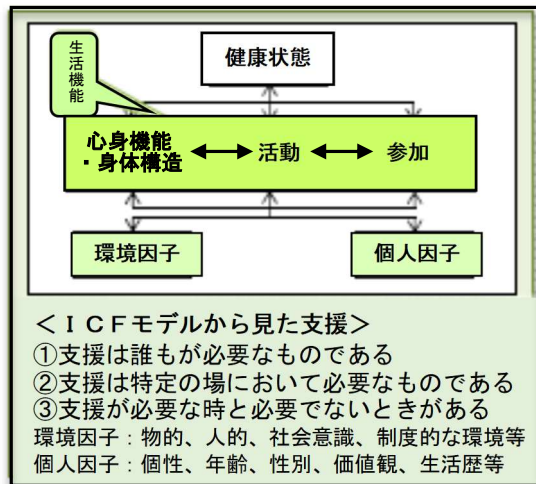 生活機能
健康状態
心身機能
・身体構造
活動
参加
環境因子
個人因子
＜ＩＣＦモデルから見た支援＞
①支援は誰もが必要なものである
②支援は特定の場において必要なものである
③支援が必要な時と必要でないときがある
環境因子：物的、人的、社会意識、制度的な環境等
個人因子：個性、年齢、性別、価値観、生活歴等